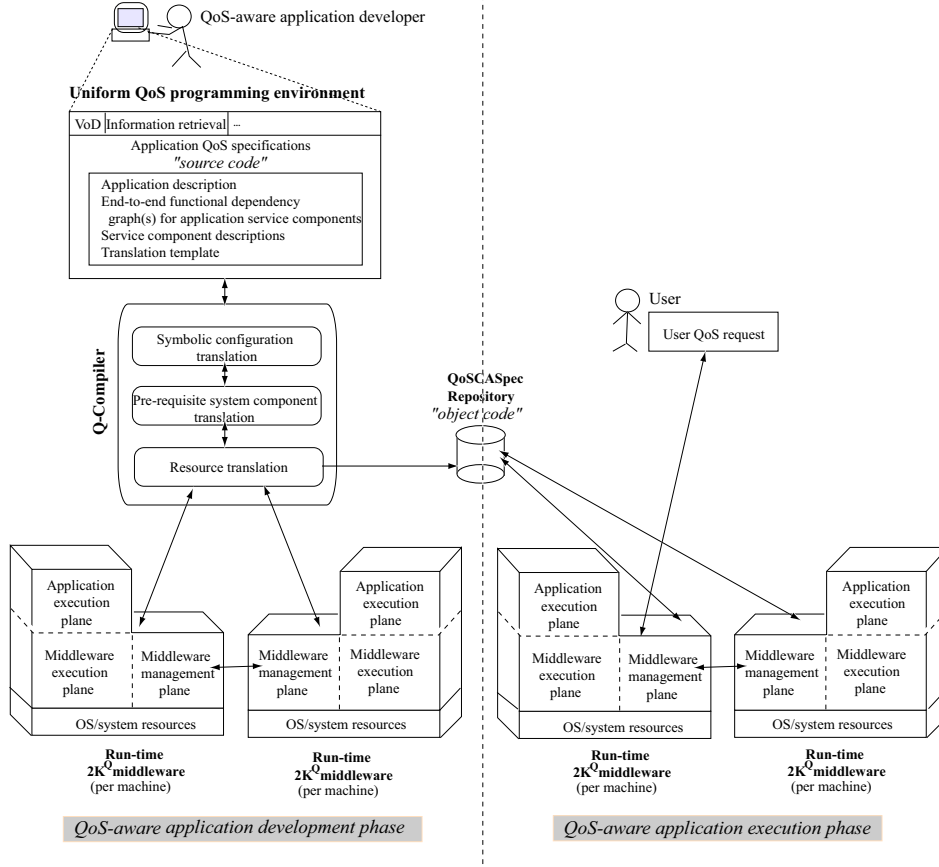 QoS-aware application developer
Uniform QoS programming environment
VoD Information retrieval ...
Application QoS specifications
"source code"
Application description
End-to-end functional dependency
graph(s) for application service components
Service component descriptions
Translation template
Q-Compiler
Symbolic configuration
translation
Pre-requisite system component
translation
Resource translation
QoSCASpec
Repository
"object code"
User
User QoS request
Application
execution
plane
Middleware
execution
plane
Middleware
management
plane
OS/system resources
Run-time
2K^Q middleware
(per machine)
Application
execution
plane
Middleware
management
plane
Middleware
execution
plane
OS/system resources
Run-time
2K^Q middleware
(per machine)
QoS-aware application development phase
Application
execution
plane
Middleware
execution
plane
Middleware
management
plane
OS/system resources
Run-time
2K^Q middleware
(per machine)
Application
execution
plane
Middleware
management
plane
Middleware
execution
plane
OS/system resources
Run-time
2K^Q middleware
(per machine)
QoS-aware application execution phase